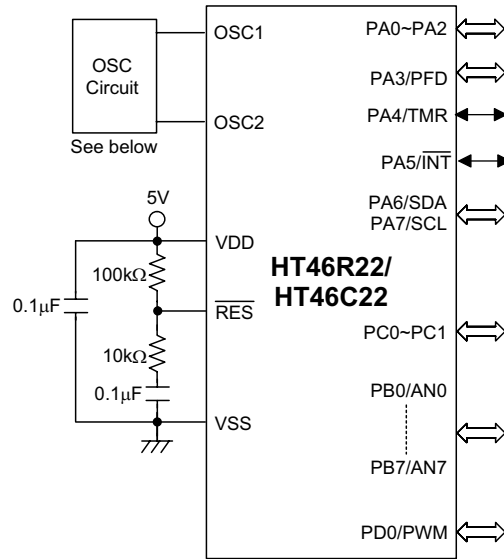 OSC
Circuit
See below
OSC1
OSC2
5V
VDD
100kΩ
0.1μF
RES
10kΩ
0.1μF
VSS
HT46R22/
HT46C22
PA0~PA2
PA3/PFD
PA4/TMR
PA5/INT
PA6/SDA
PA7/SCL
PC0~PC1
PB0/AN0
PB7/AN7
PD0/PWM